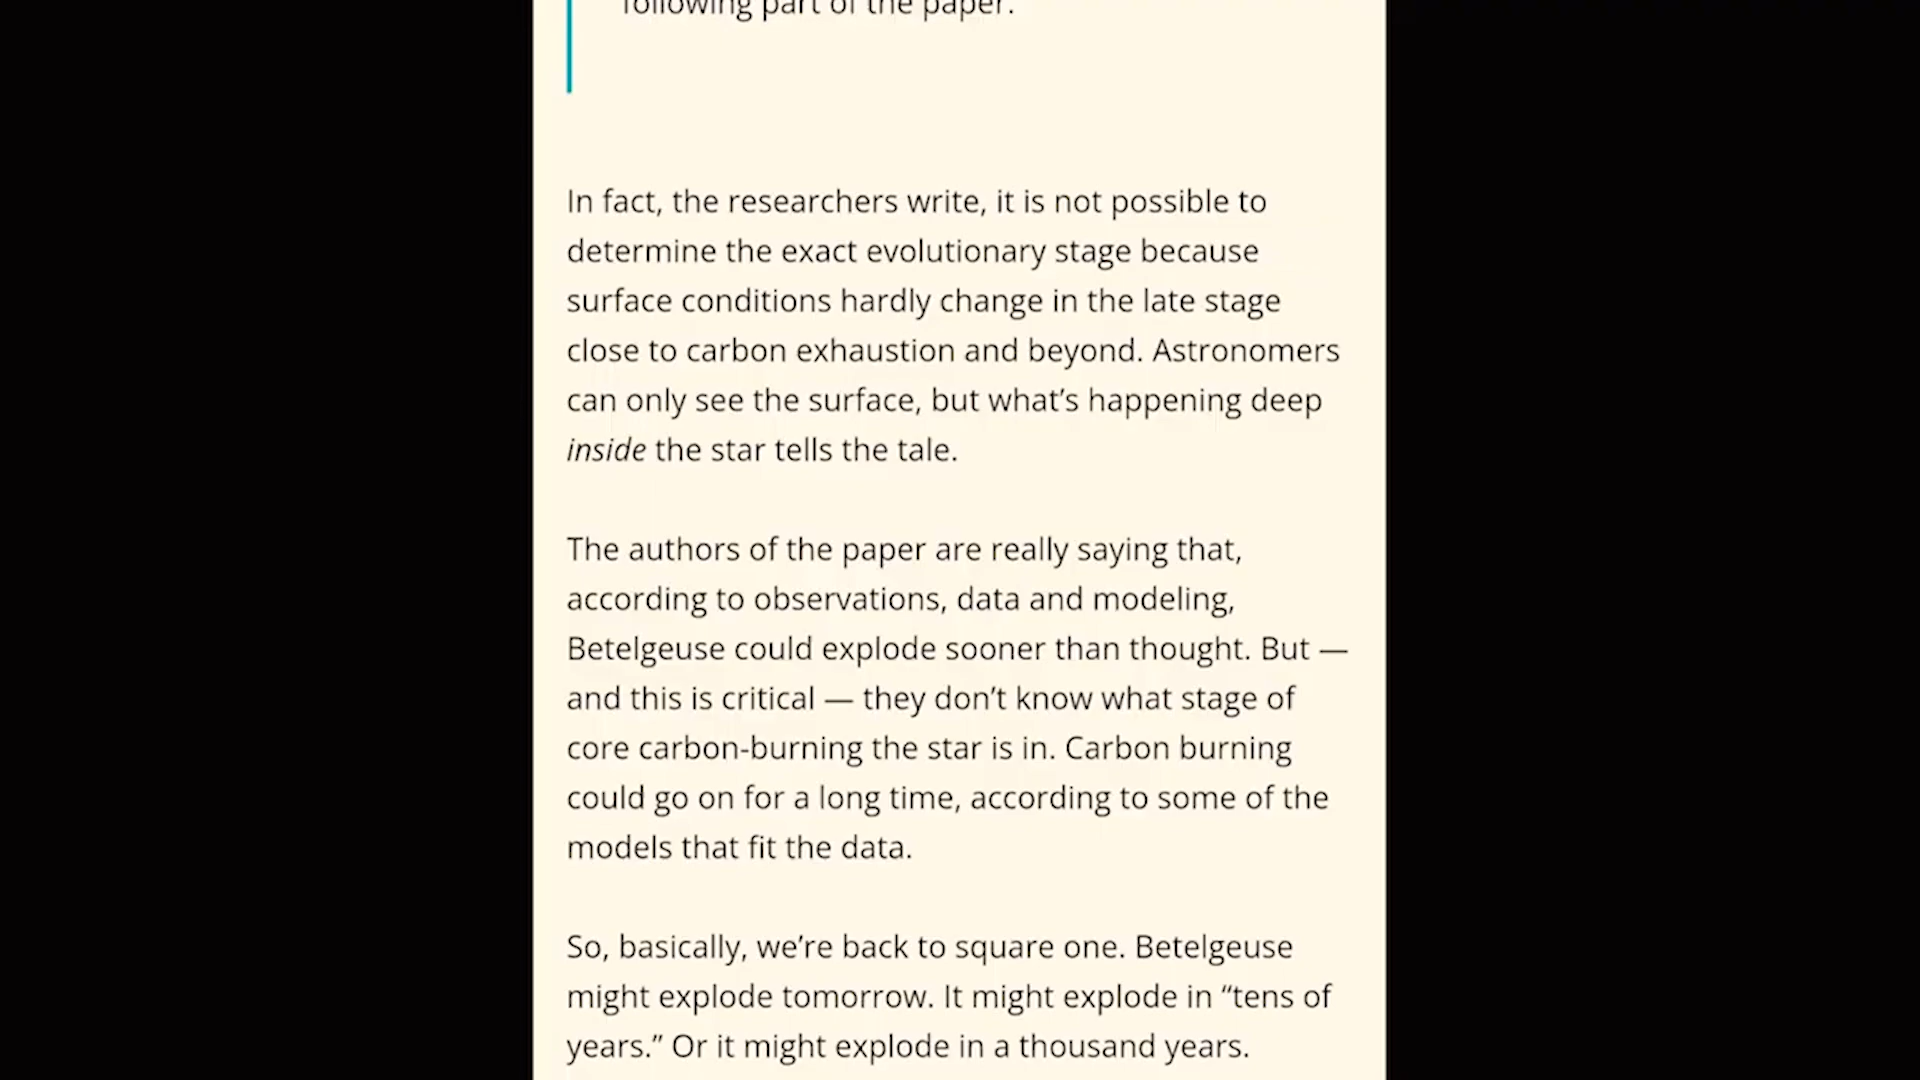 following part of the paper.
In fact, the researchers write, it is not possible to
determine the exact evolutionary stage because
surface conditions hardly change in the late stage
close to carbon exhaustion and beyond. Astronomers
can only see the surface, but what’s happening deep
inside the star tells the tale.
The authors of the paper are really saying that,
according to observations, data and modeling,
Betelgeuse could explode sooner than thought. But —
and this is critical — they don’t know what stage of
core carbon-burning the star is in. Carbon burning
could go on for a long time, according to some of the
models that fit the data.
So, basically, we’re back to square one. Betelgeuse
might explode tomorrow. It might explode in “tens of
years.” Or it might explode in a thousand years.